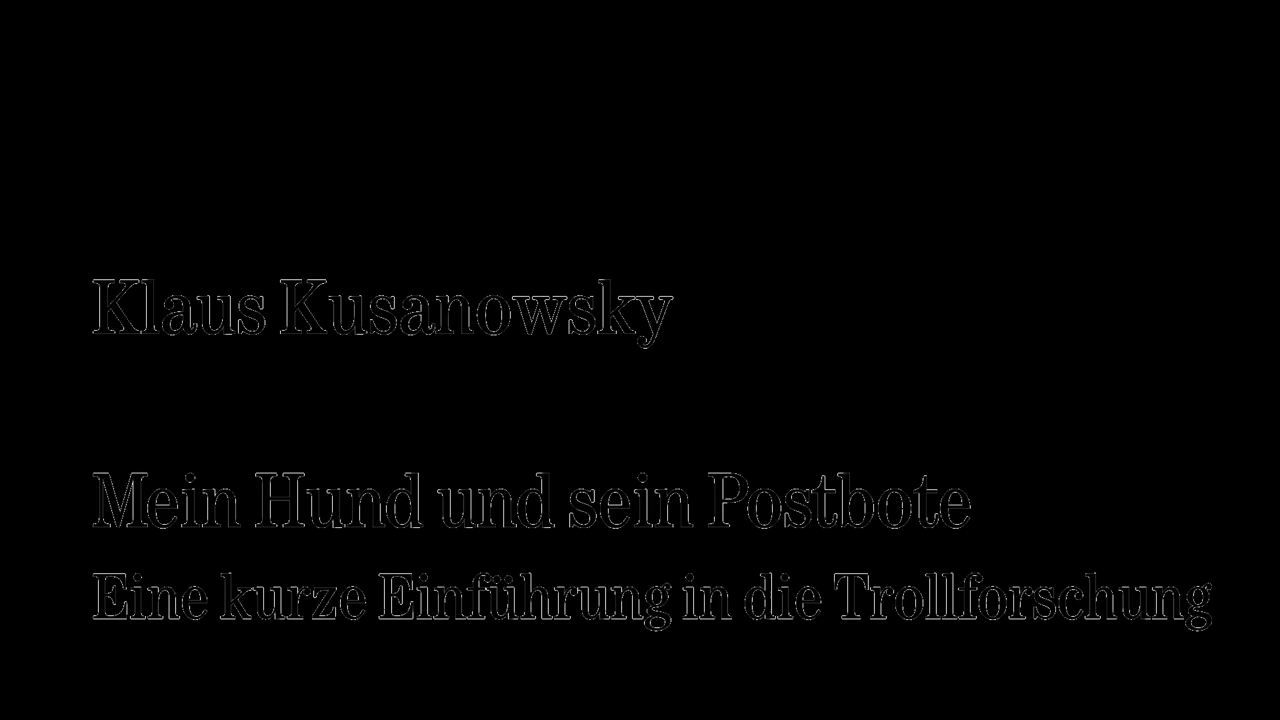 Klaus Kusanowsky
Mein Hund und sein Postbote
Eine kurze Einführung in die Trollforschung